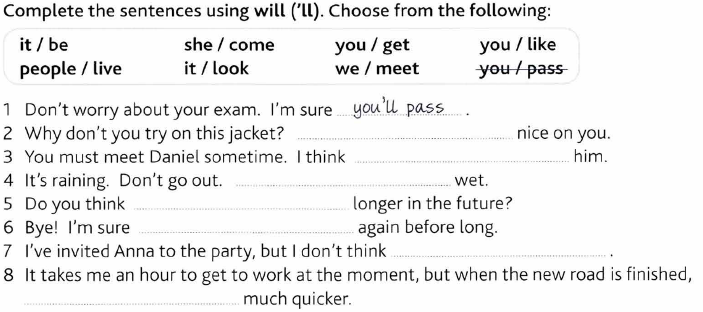 Complete the sentences using will (’ll). Choose from the following:
it / be she / come you / get you / like
people / live it / look we / meet you / pass
1 Don’t worry about your exam. I’m sure you’ll pass .
2 Why don’t you try on this jacket? nice on you.
3 You must meet Daniel sometime. I think him.
4 It’s raining. Don’t go out. wet.
5 Do you think longer in the future?
6 Bye! I’m sure again before long.
7 I’ve invited Anna to the party, but I don’t think .
8 It takes me an hour to get to work at the moment, but when the new road is finished,
much quicker.